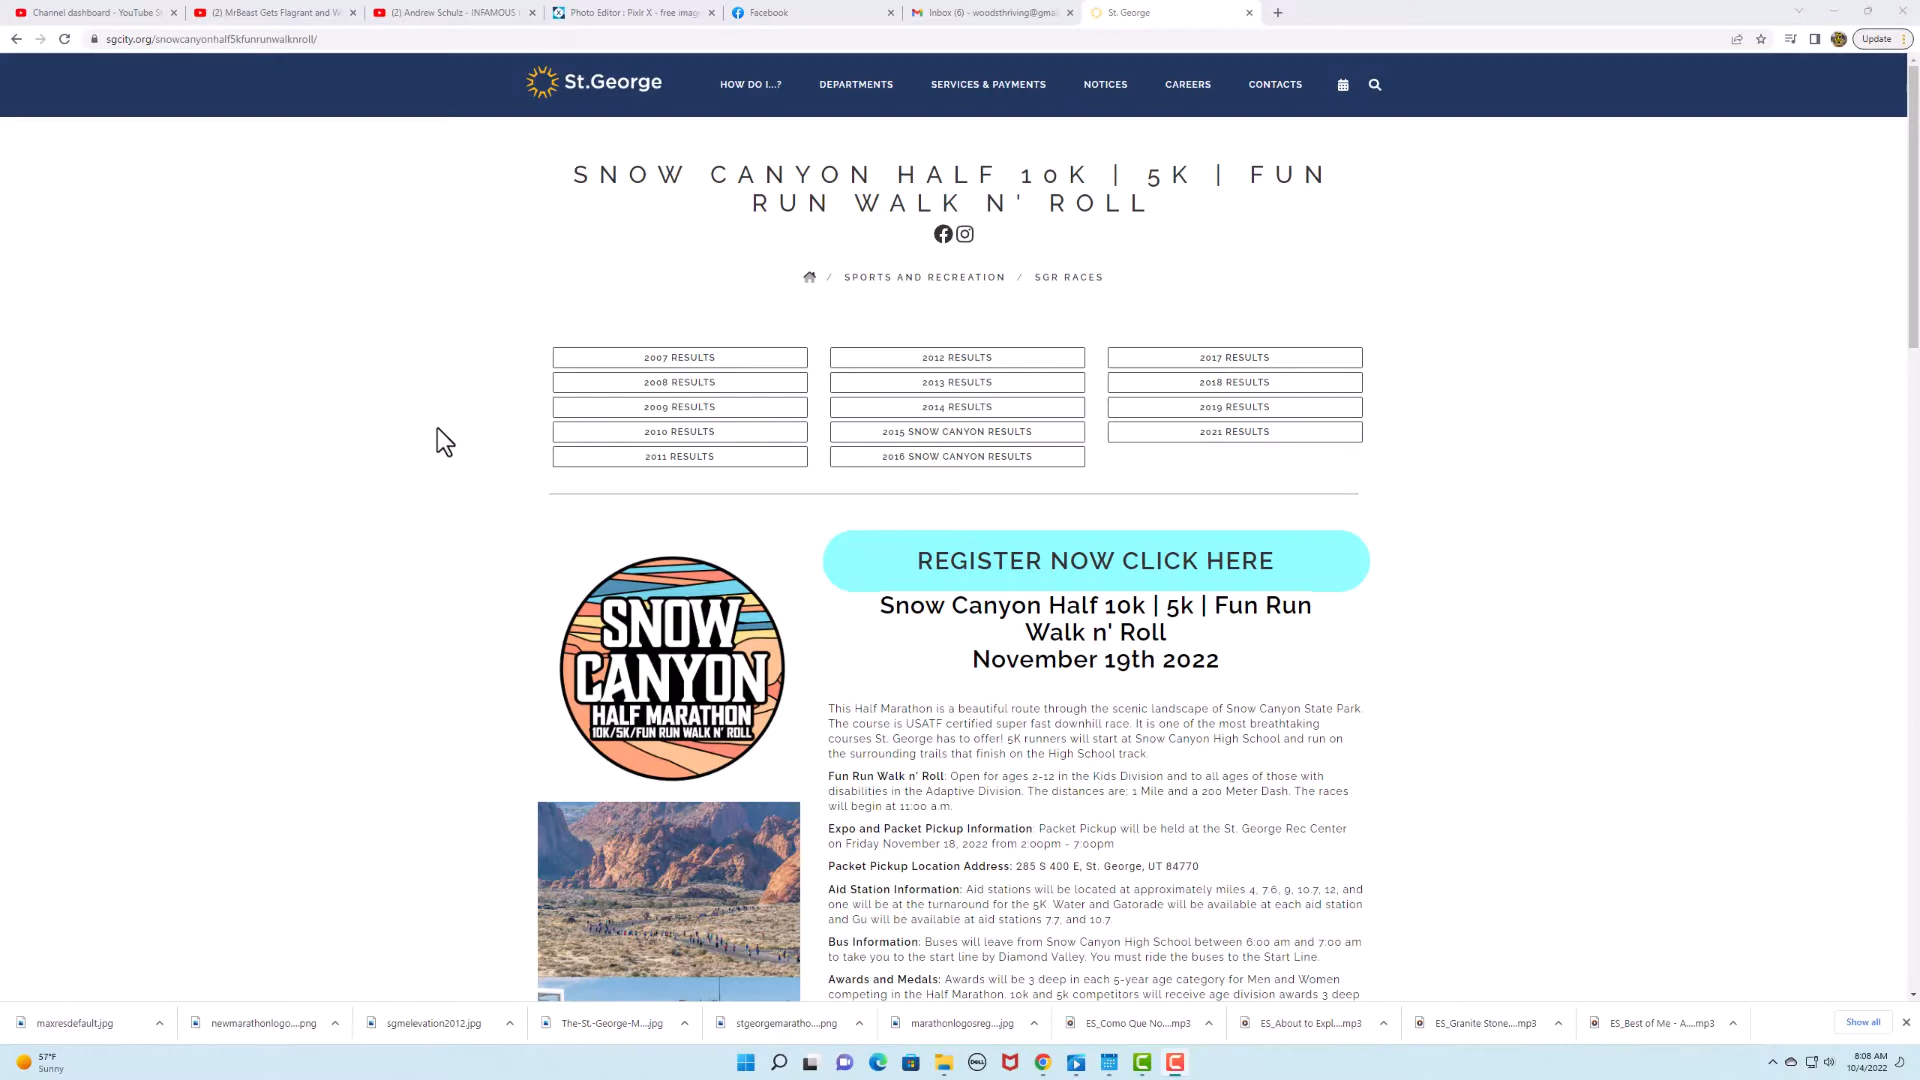 Channel dashboard - YouTube S
(2) MrBeast Gets Flagrant and W
(2) Andrew Schulz - INFAMOUS
Photo Editor : Pixlr X - free imag
Facebook
Inbox (6) - woodsthriving@gmai
St. George
sgcity.org/snowcanyonhalf5kfunrunwalknroll/
Update
St.George
HOW DO I...?
DEPARTMENTS
SERVICES & PAYMENTS
NOTICES
CAREERS
CONTACTS
SNOW CANYON HALF 10K | 5K | FUN
RUN WALK N' ROLL
/ SPORTS AND RECREATION / SGR RACES
2007 RESULTS
2012 RESULTS
2017 RESULTS
2008 RESULTS
2013 RESULTS
2018 RESULTS
2009 RESULTS
2014 RESULTS
2019 RESULTS
2010 RESULTS
2015 SNOW CANYON RESULTS
2021 RESULTS
2011 RESULTS
2016 SNOW CANYON RESULTS
SNOW
CANYON
HALF MARATHON
10K/5K/FUN RUN WALK N' ROLL
REGISTER NOW CLICK HERE
Snow Canyon Half 10k | 5k | Fun Run
Walk n' Roll
November 19th 2022
This Half Marathon is a beautiful route through the scenic landscape of Snow Canyon State Park.
The course is USATF certified super fast downhill race. It is one of the most breathtaking
courses St. George has to offer! 5K runners will start at Snow Canyon High School and run on
the surrounding trails that finish on the High School track.
Fun Run Walk n' Roll: Open for ages 2-12 in the Kids Division and to all ages of those with
disabilities in the Adaptive Division. The distances are; 1 Mile and a 200 Meter Dash. The races
will begin at 11:00 a.m.
Expo and Packet Pickup Information: Packet Pickup will be held at the St. George Rec Center
on Friday November 18, 2022 from 2:00pm - 7:00pm
Packet Pickup Location Address: 285 S 400 E, St. George, UT 84770
Aid Station Information: Aid stations will be located at approximately miles 4, 7.6, 9, 10.7, 12, and
one will be at the turnaround for the 5K. Water and Gatorade will be available at each aid station
and Gu will be available at aid stations 7.7, and 10.7.
Bus Information: Buses will leave from Snow Canyon High School between 6:00 am and 7:00 am
to take you to the start line by Diamond Valley. You must ride the buses to the Start Line.
Awards and Medals: Awards will be 3 deep in each 5-year age category for Men and Women
competing in the Half Marathon. 10k and 5k competitors will receive age division awards 3 deep
maxresdefault.jpg
newmarathonlogo....png
sgmelevation2012.jpg
The-St.-George-M....jpg
stgeorgemaratho....png
marathonlogosreg....jpg
ES_Como Que No....mp3
ES_About to Expl....mp3
ES_Granite Stone....mp3
ES_Best of Me - A....mp3
Show all
57°F
Sunny
DELL
8:08 AM
10/4/2022